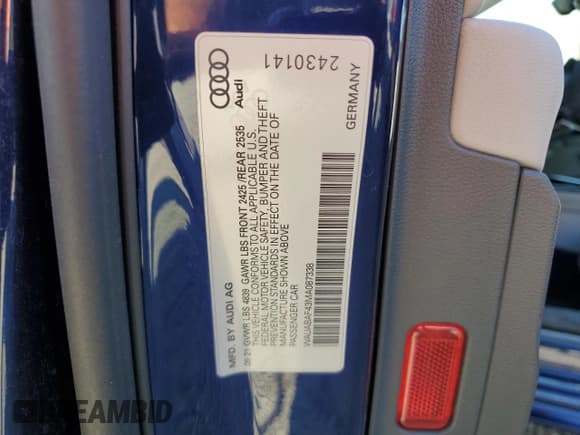 Audi
2430141
MFD. BY AUDI AG
GERMANY
GVWR LBS 4839 GAWR LBS FRONT 2425/REAR 2535
THIS VEHICLE CONFORMS TO ALL APPLICABLE U.S.
FEDERAL MOTOR VEHICLE SAFETY, BUMPER AND THEFT
PREVENTION STANDARDS IN EFFECT ON THE DATE OF
MANUFACTURE SHOWN ABOVE
PASSENGER CAR
WAUABAF43MA087338